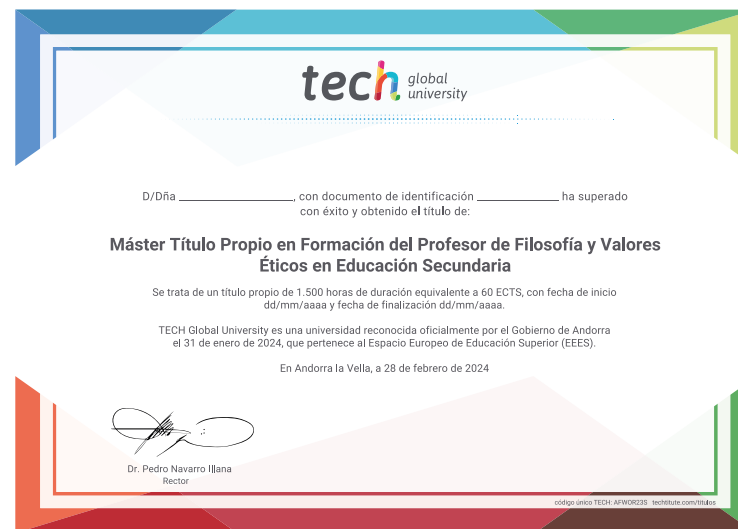 tech global
university
D/Dña ______________, con documento de identificación __________ ha superado
con éxito y obtenido el título de:
Máster Título Propio en Formación del Profesor de Filosofía y Valores
Éticos en Educación Secundaria
Se trata de un título propio de 1.500 horas de duración equivalente a 60 ECTS, con fecha de inicio
dd/mm/aaaa y fecha de finalización dd/mm/aaaa.
TECH Global University es una universidad reconocida oficialmente por el Gobierno de Andorra
el 31 de enero de 2024, que pertenece al Espacio Europeo de Educación Superior (EEES).
En Andorra la Vella, a 28 de febrero de 2024
Dr. Pedro Navarro Illana
Rector
código único TECH: AFWOR23S techtitute.com/titulos